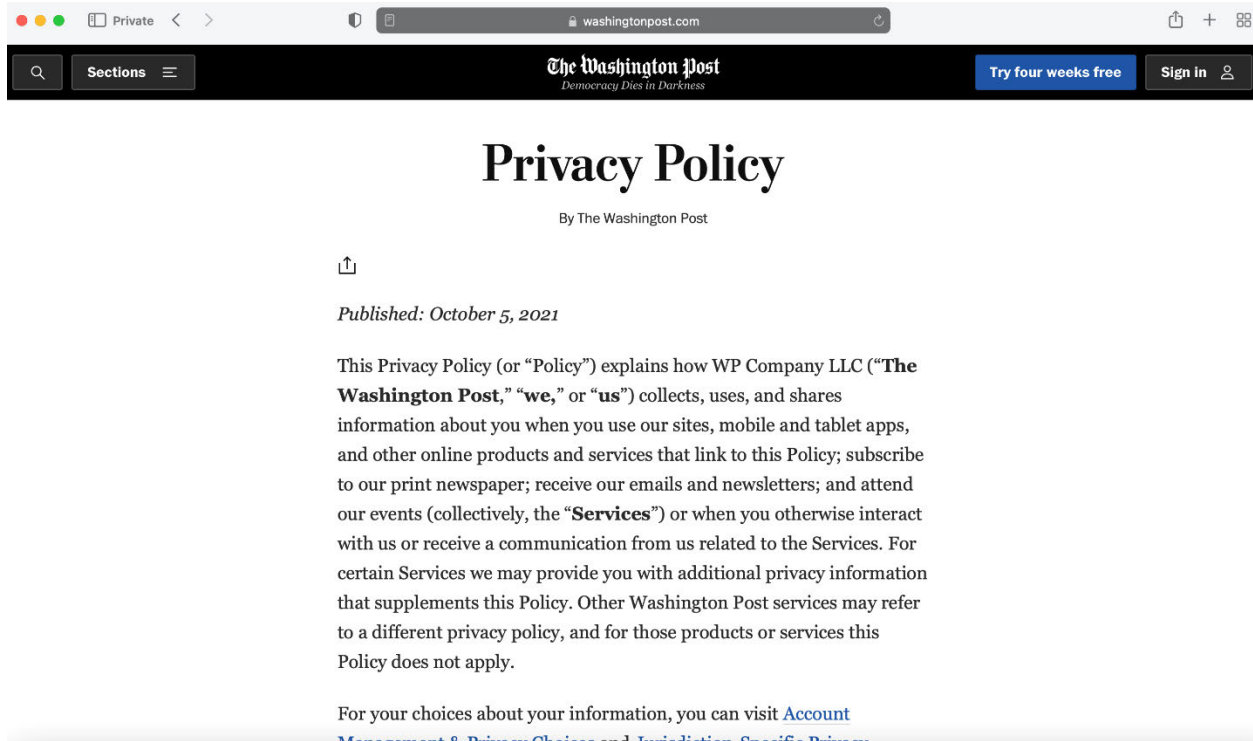 Private
washingtonpost.com
Sections
The Washington Post
Democracy Dies in Darkness
Try four weeks free
Sign in
Privacy Policy
By The Washington Post
Published: October 5, 2021
This Privacy Policy (or “Policy”) explains how WP Company LLC (“The
Washington Post,” “we,” or “us”) collects, uses, and shares
information about you when you use our sites, mobile and tablet apps,
and other online products and services that link to this Policy; subscribe
to our print newspaper; receive our emails and newsletters; and attend
our events (collectively, the “Services”) or when you otherwise interact
with us or receive a communication from us related to the Services. For
certain Services we may provide you with additional privacy information
that supplements this Policy. Other Washington Post services may refer
to a different privacy policy, and for those products or services this
Policy does not apply.
For your choices about your information, you can visit Account
Management & Privacy Choices and Jurisdiction-Specific Privacy